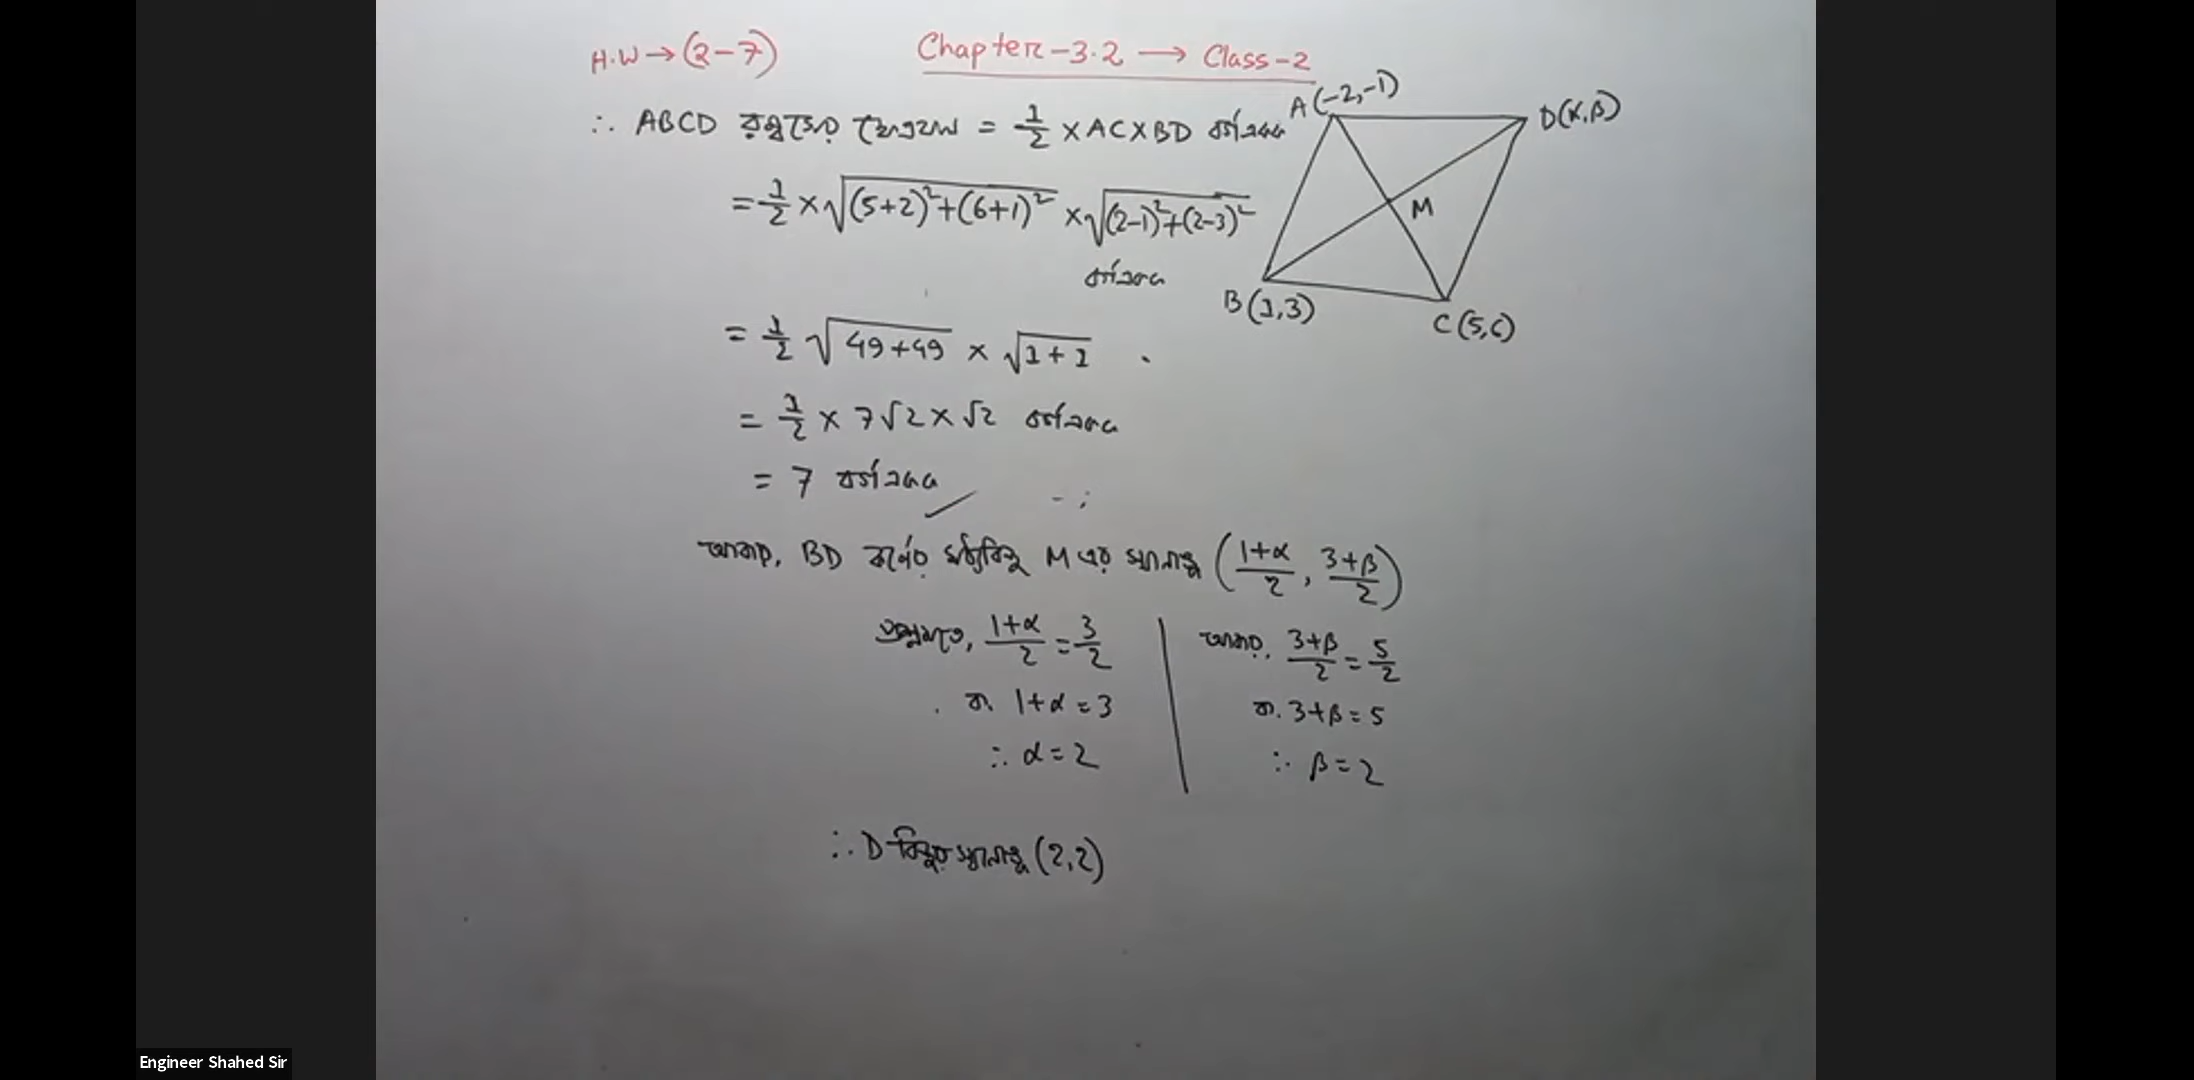 H.W → (2-7)
Chapter-3.2 → Class-2
∴ ABCD রম্বসের ক্ষেত্রফল = 1/2 × AC × BD বর্গএকক
= 1/2 × √((5+2)²+(6+1)²) × √((2-1)²+(2-3)²)
বর্গএকক
= 1/2 √(49+49) × √(1+1)
= 1/2 × 7√2 × √2 বর্গএকক
= 7 বর্গএকক
A(-2,-1)
D(α,β)
M
B(1,3)
C(5,6)
আবার, BD কর্ণের মধ্যবিন্দু M এর স্থানাঙ্ক ((1+α)/2, (3+β)/2)
প্রশ্নমতে, (1+α)/2 = 3/2
বা, 1+α = 3
∴ α = 2
আবার, (3+β)/2 = 5/2
বা, 3+β = 5
∴ β = 2
∴ D বিন্দুর স্থানাঙ্ক (2,2)
Engineer Shahed Sir